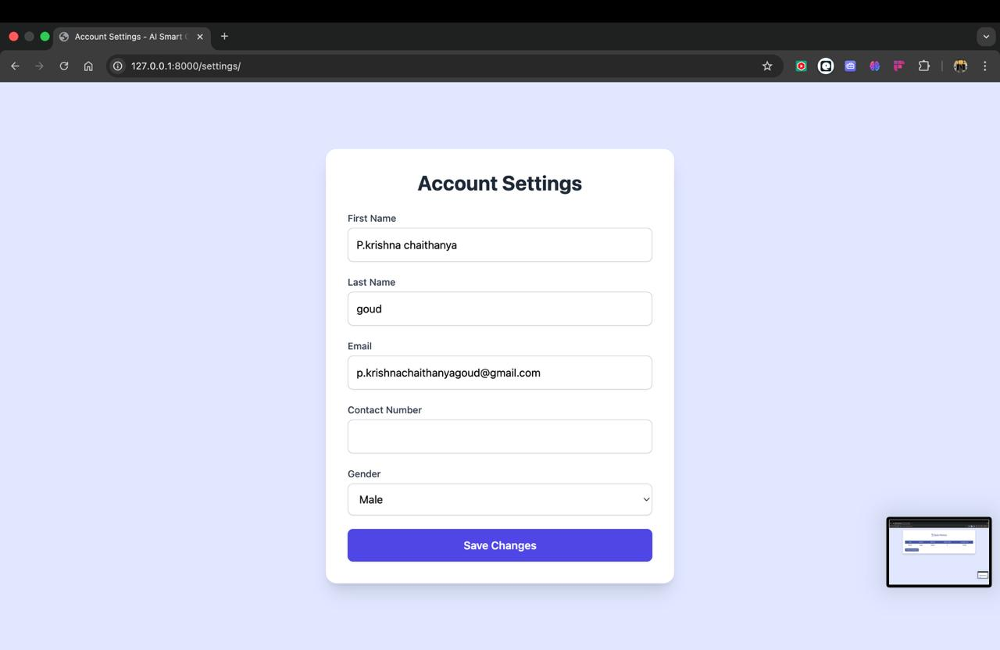 Account Settings - AI Smart
127.0.0.1:8000/settings/
Account Settings
First Name
P.krishna chaithanya
Last Name
goud
Email
p.krishnachaithanyagoud@gmail.com
Contact Number
Gender
Male
Save Changes